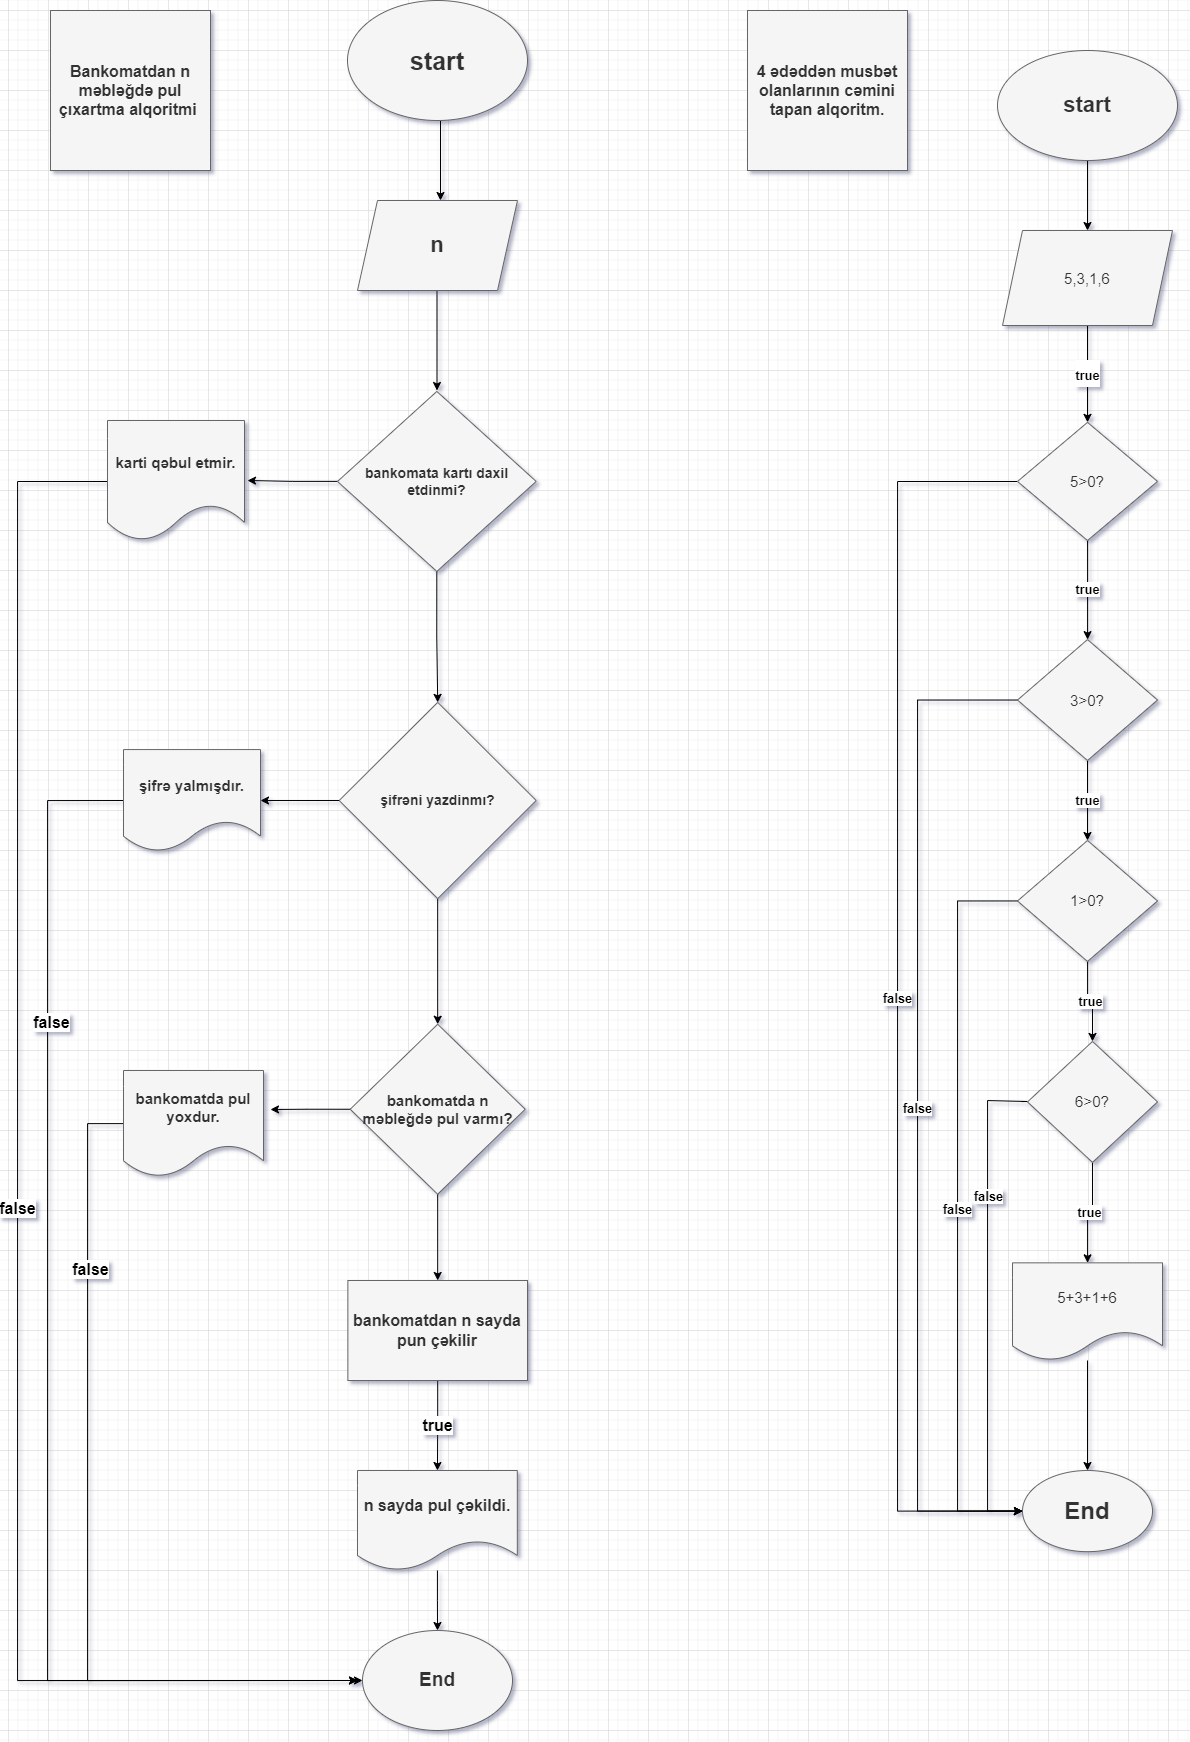 Bankomatdan n
məbləğdə pul
çıxartma alqoritmi
start
n
bankomata kartı daxil
etdinmi?
karti qəbul etmir.
şifrəni yazdinmı?
şifrə yalmışdır.
false
bankomatda n
məbləğdə pul varmı?
bankomatda pul
yoxdur.
false
false
bankomatdan n sayda
pun çəkilir
true
n sayda pul çəkildi.
End
4 ədəddən musbət
olanlarının cəmini
tapan alqoritm.
start
5,3,1,6
true
5>0?
true
3>0?
true
1>0?
false
true
6>0?
false
false
false
true
5+3+1+6
End